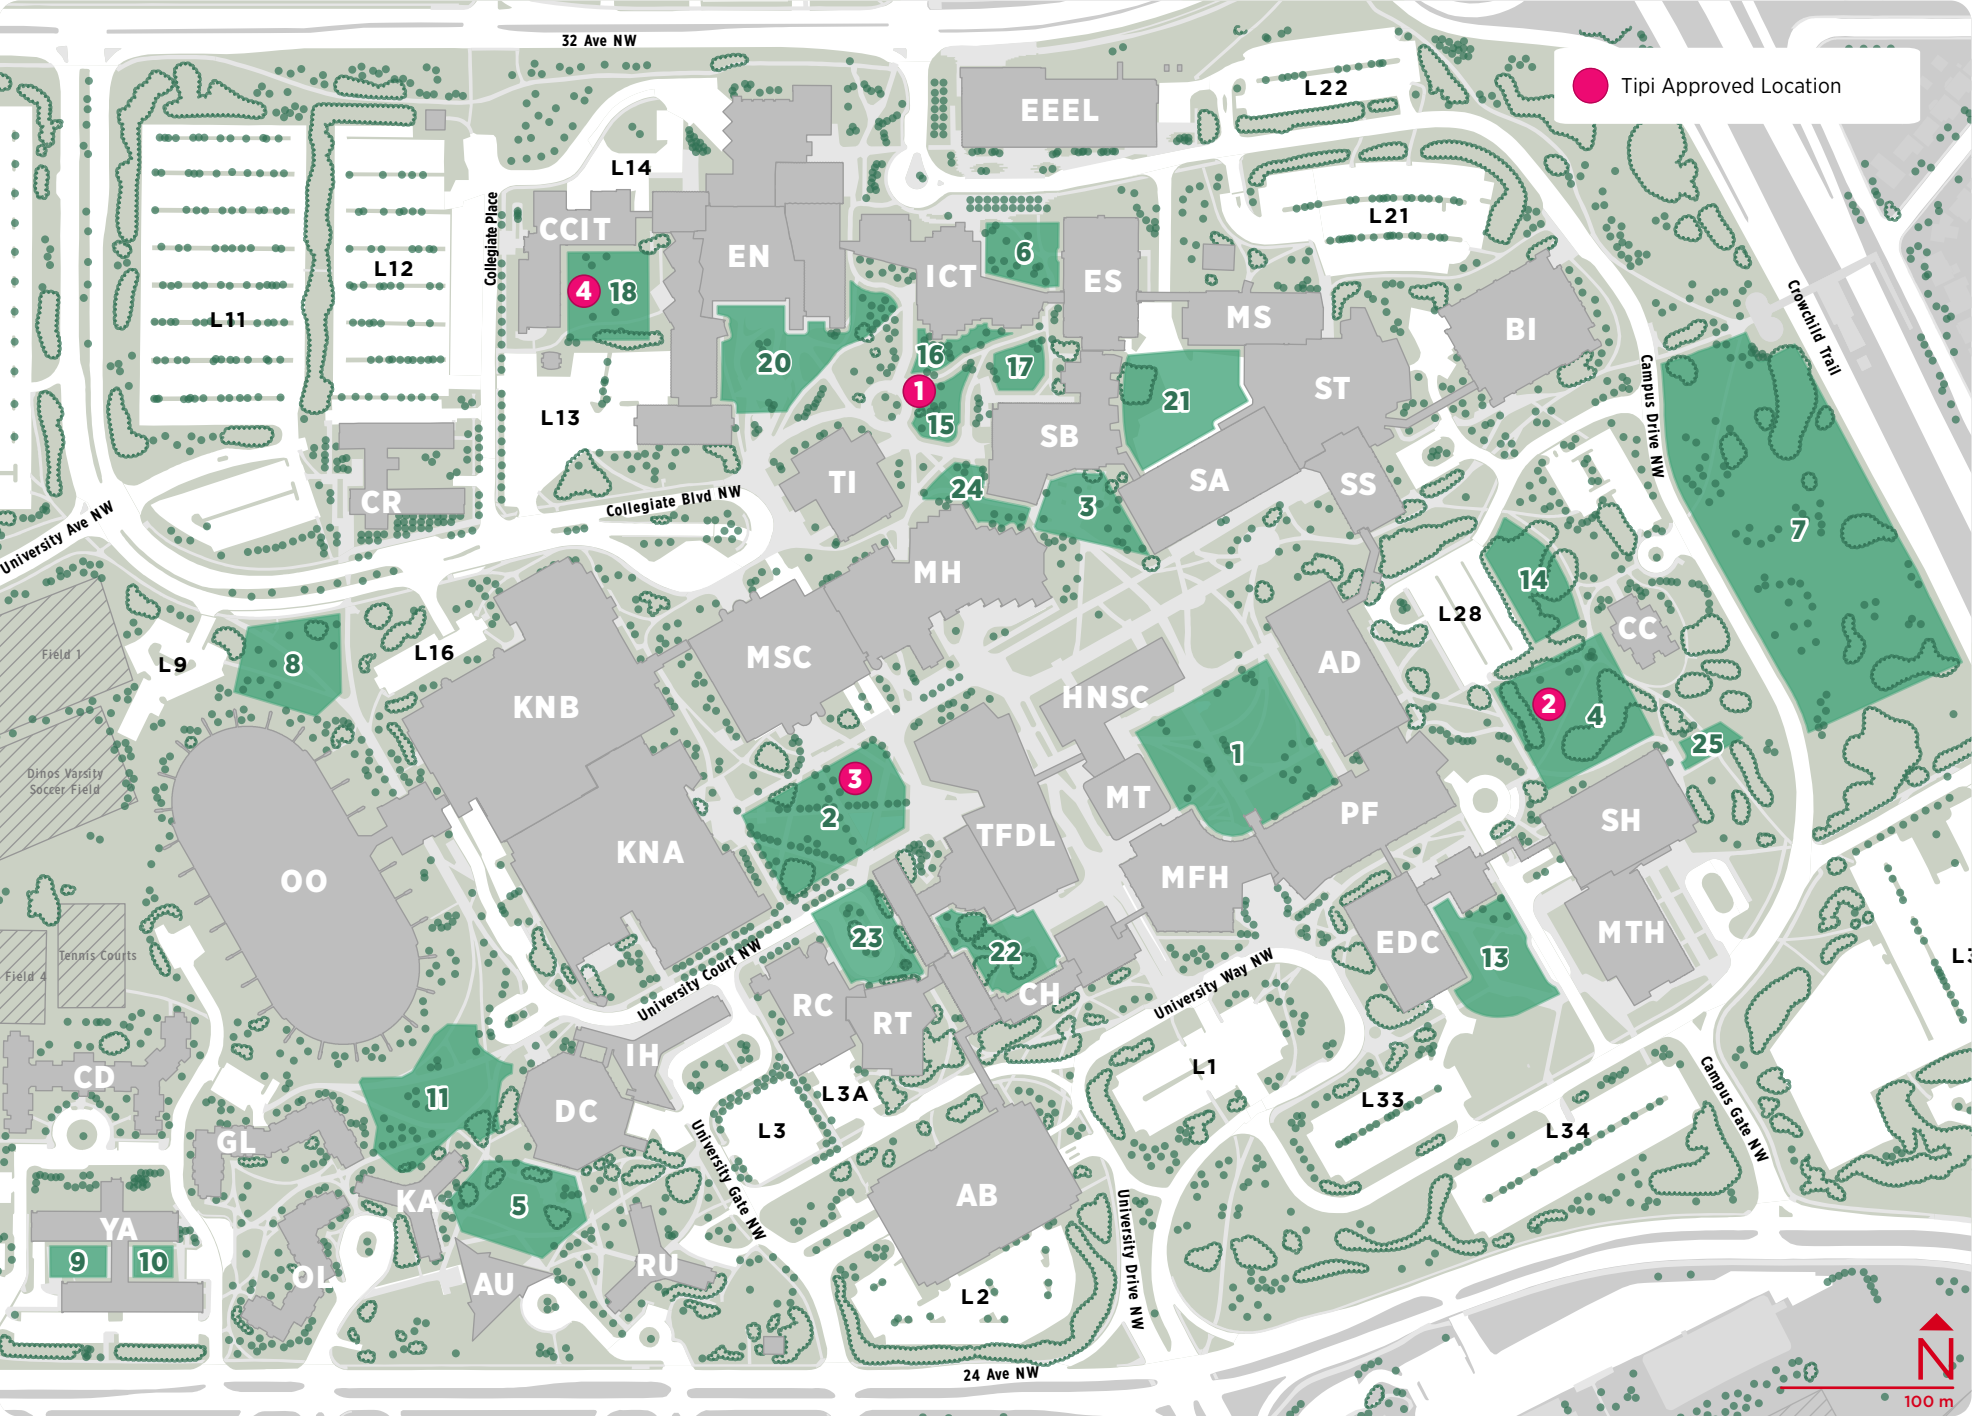 32 Ave NW
Tipi Approved Location
EEEL
L22
L14
L21
CCIT
Collegiate Place
EN
ICT
6
ES
L12
4
18
MS
BI
L11
Crowchild Trail
20
16
17
1
15
21
ST
Campus Drive NW
L13
SB
TI
24
3
SA
SS
CR
Collegiate Blvd NW
University Ave NW
7
MH
14
L28
CC
Field 1
L9
8
L16
MSC
AD
KNB
HNSC
2
4
25
1
Dinos Varsity
Soccer Field
3
2
MT
PF
SH
TFDL
KNA
OO
MFH
23
22
EDC
13
MTH
Tennis Courts
Field 4
University Court NW
University Way NW
CH
RC
RT
IH
L1
CD
11
DC
L3A
L33
L3
L34
Campus Gate NW
GL
University Gate NW
KA
5
AB
YA
9
10
OL
AU
RU
University Drive NW
L2
24 Ave NW
N
100 m